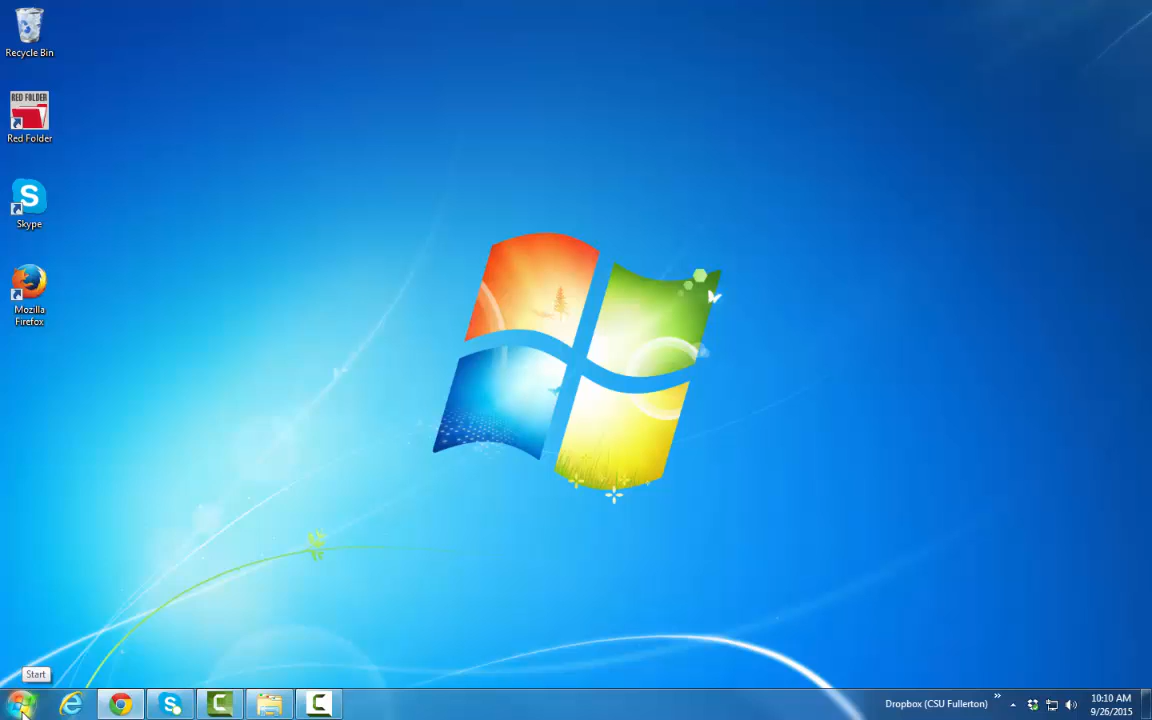 Recycle Bin
RED FOLDER
Red Folder
S
Skype
Mozilla
Firefox
Start
Dropbox (CSU Fullerton)
10:10 AM
9/26/2015